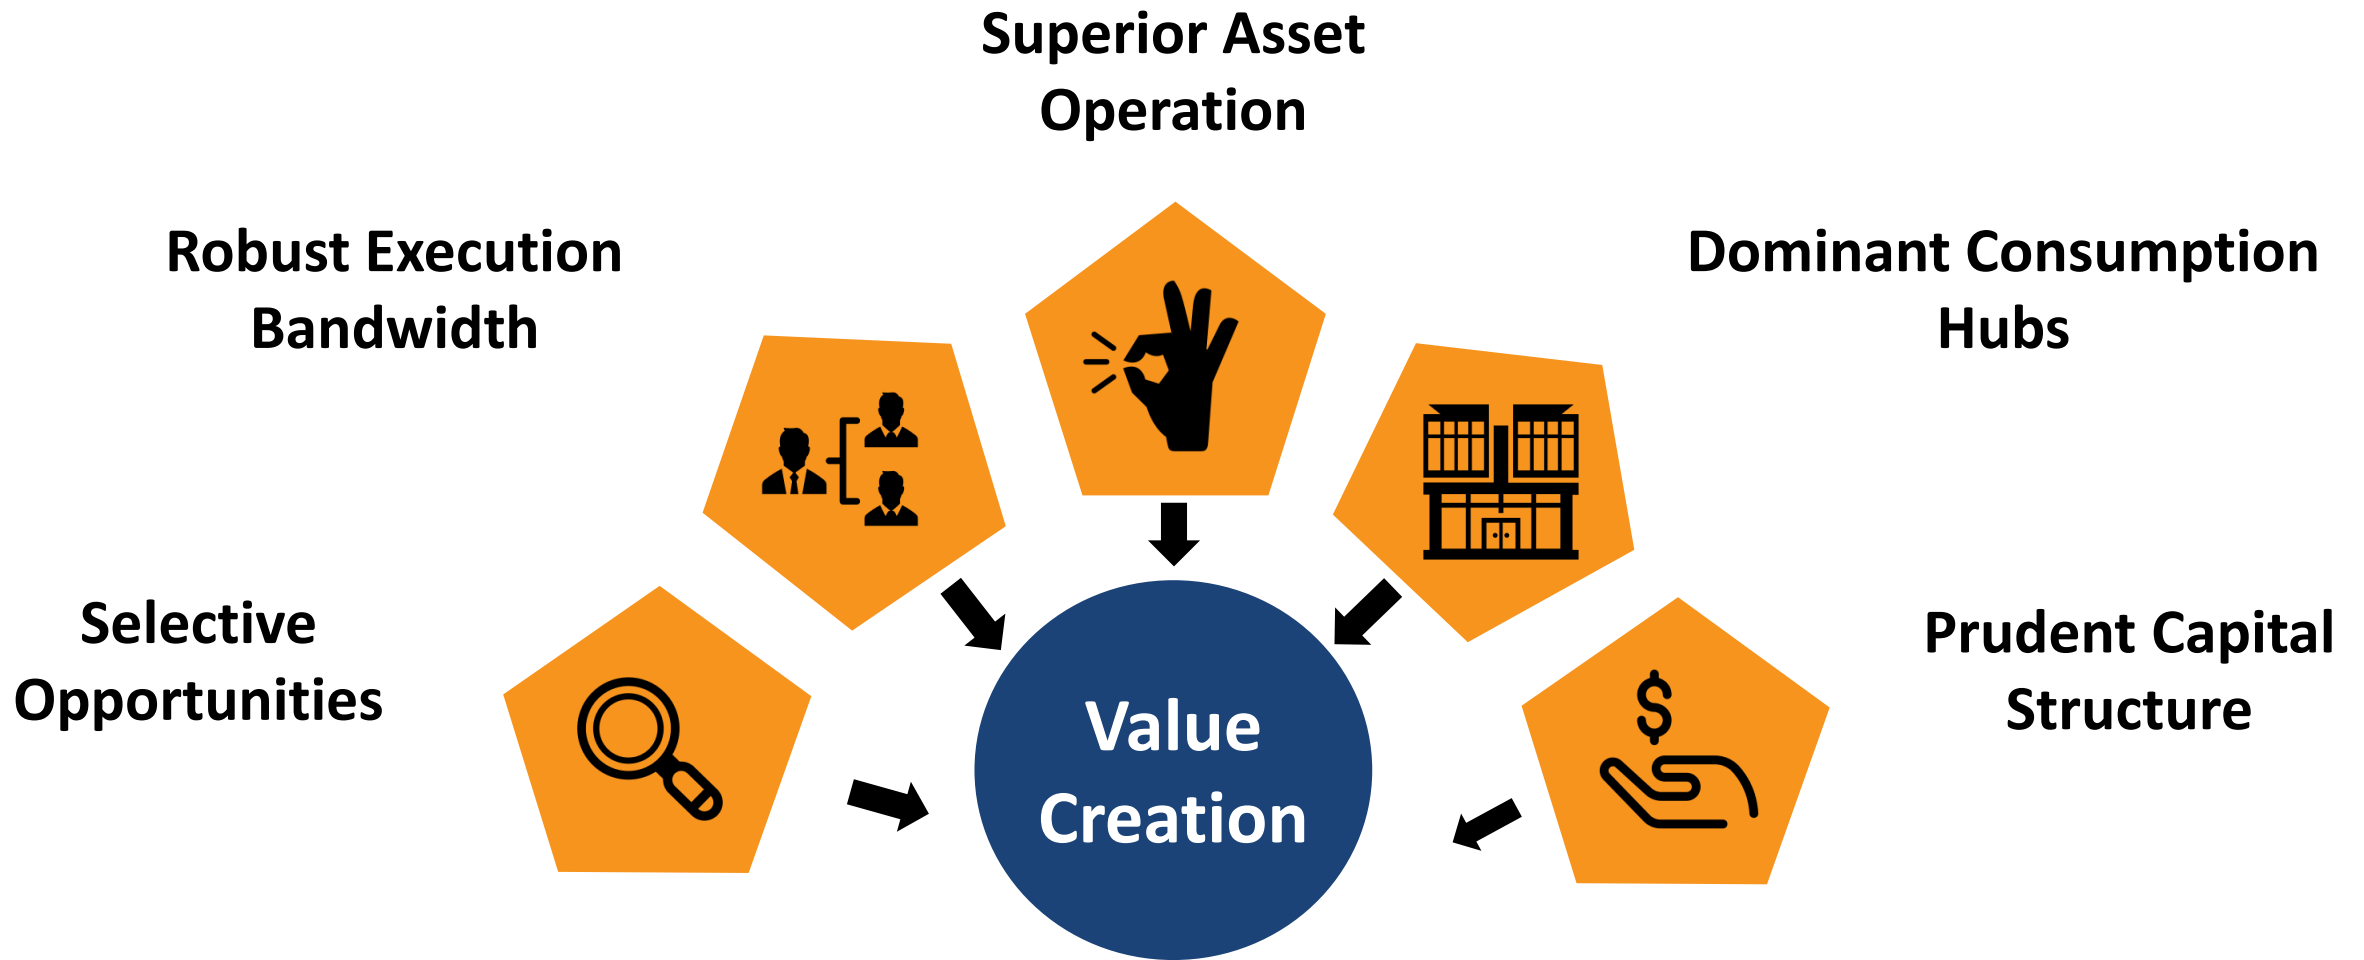 Superior Asset
Operation
Robust Execution
Bandwidth
Dominant Consumption
Hubs
Selective
Opportunities
Prudent Capital
Structure
Value
Creation